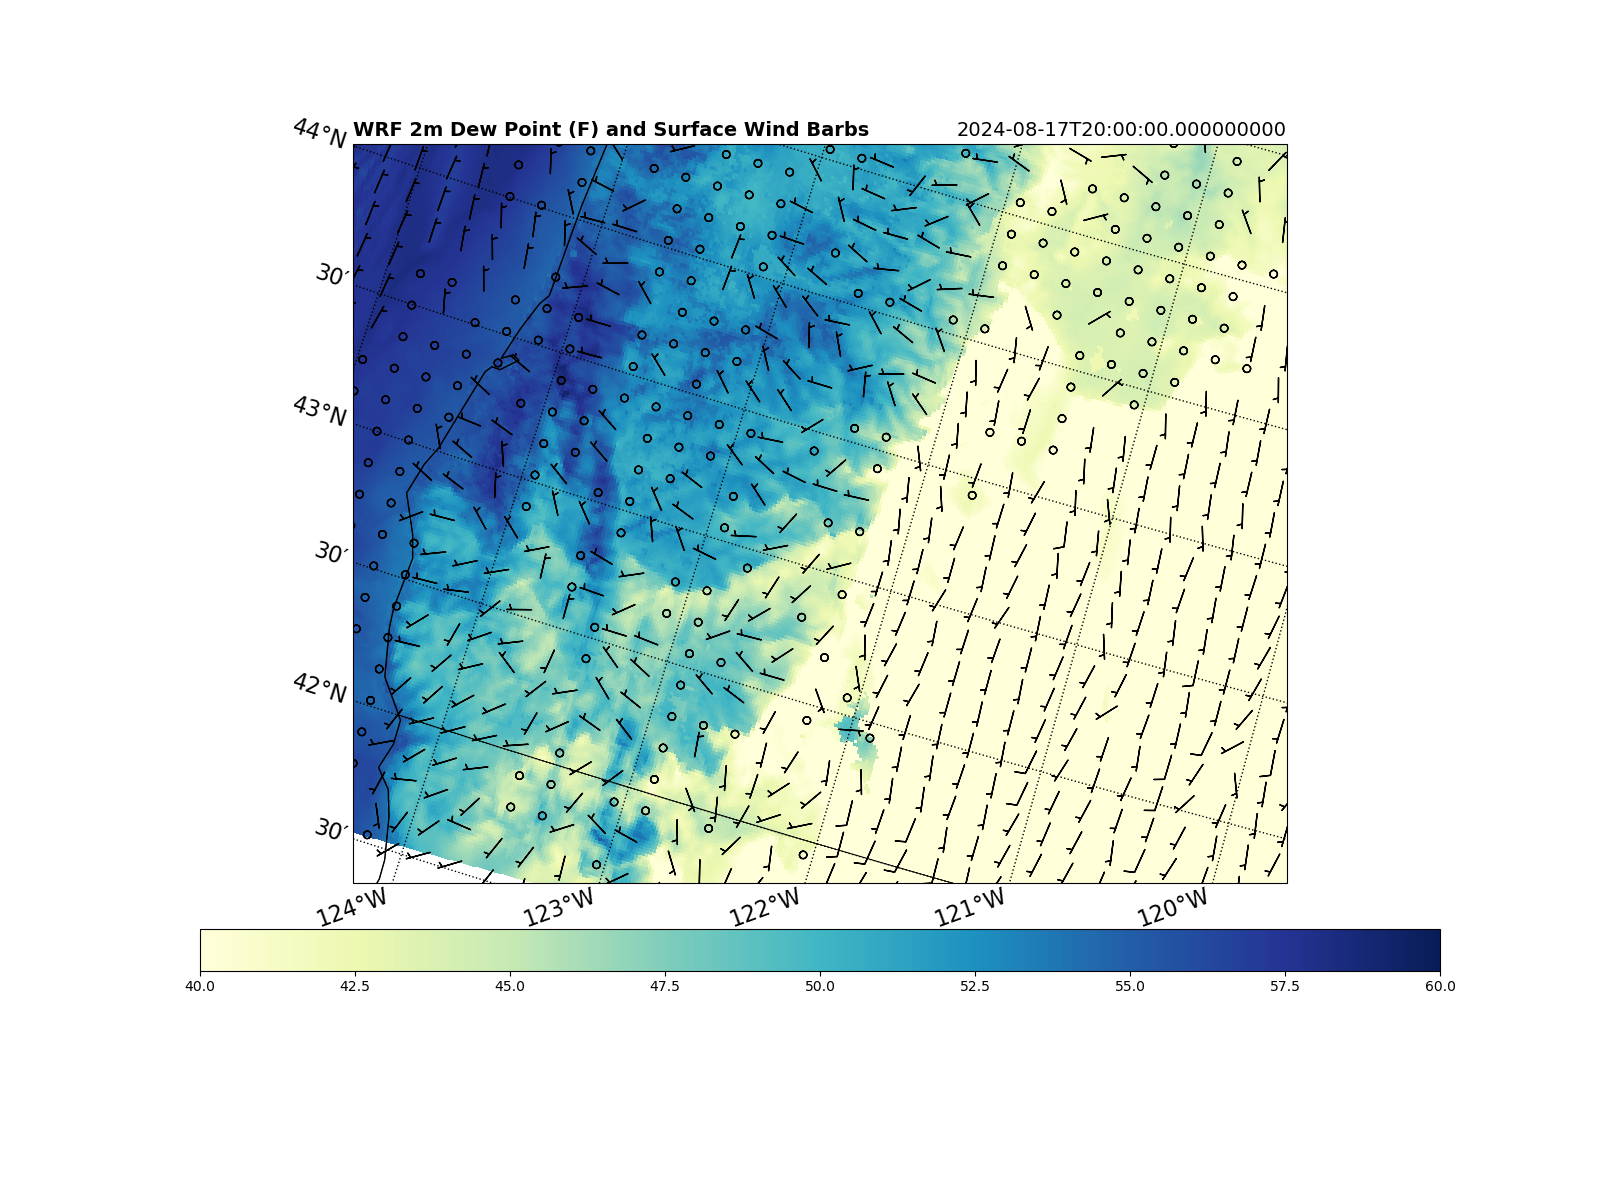 WRF 2m Dew Point (F) and Surface Wind Barbs 2024-08-17T20:00:00.000000000
44°N
30′
43°N
30′
42°N
30′
124°W 123°W 122°W 121°W 120°W
40.0 42.5 45.0 47.5 50.0 52.5 55.0 57.5 60.0